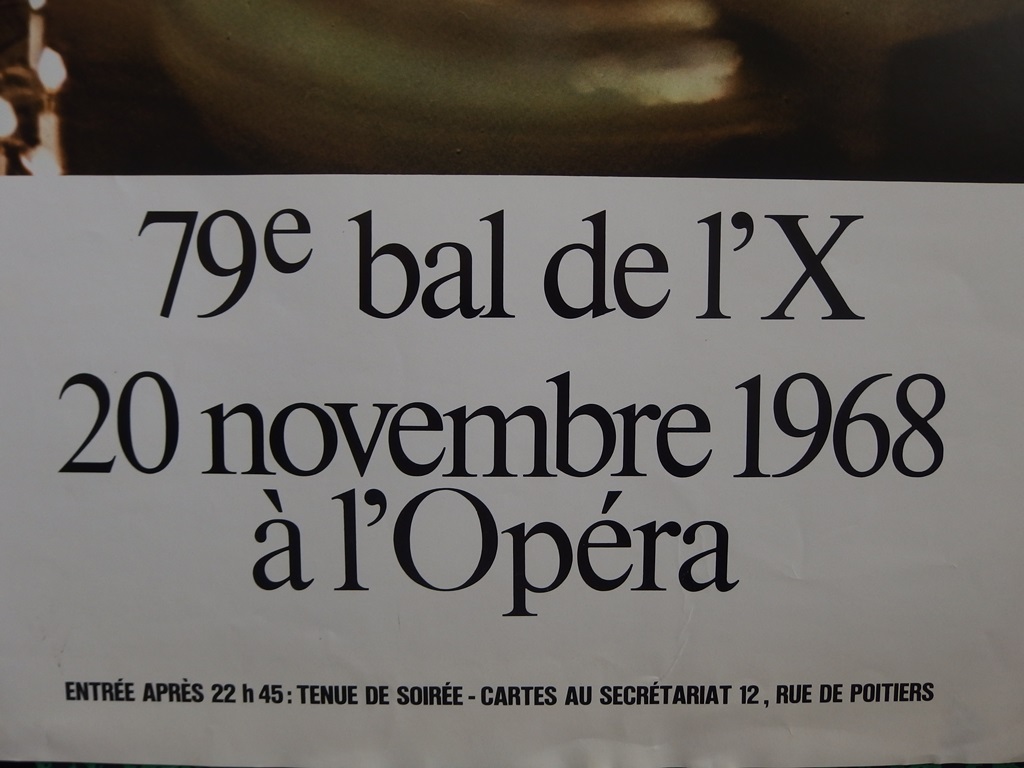 79e bal de l’X
20 novembre 1968
à l’Opéra
ENTRÉE APRÈS 22 h 45 : TENUE DE SOIRÉE - CARTES AU SECRÉTARIAT 12 , RUE DE POITIERS